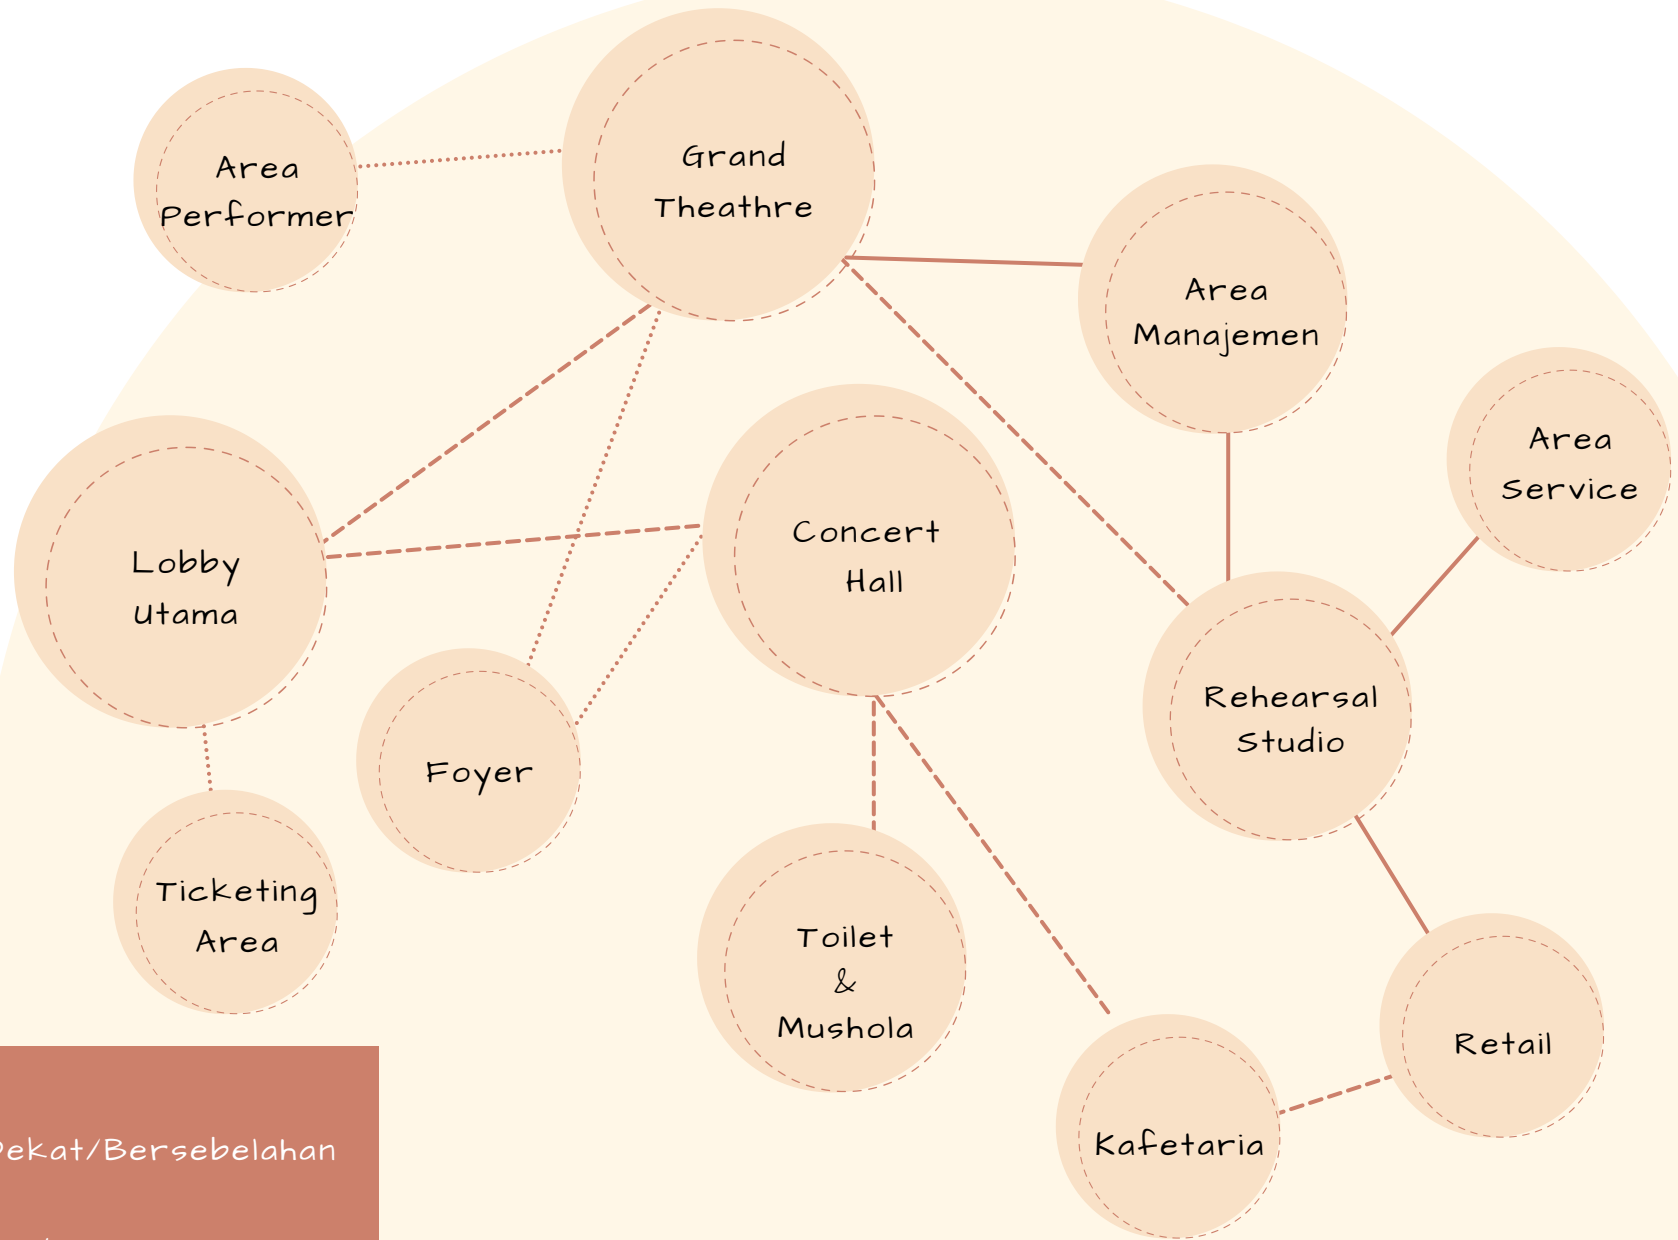 Grand
Theathre
Area
Performer
Area
Manajemen
Area
Service
Concert
Hall
Lobby
Utama
Rehearsal
Studio
Foyer
Ticketing
Area
Toilet
&
Mushola
Retail
Kafetaria
Dekat/Bersebelahan